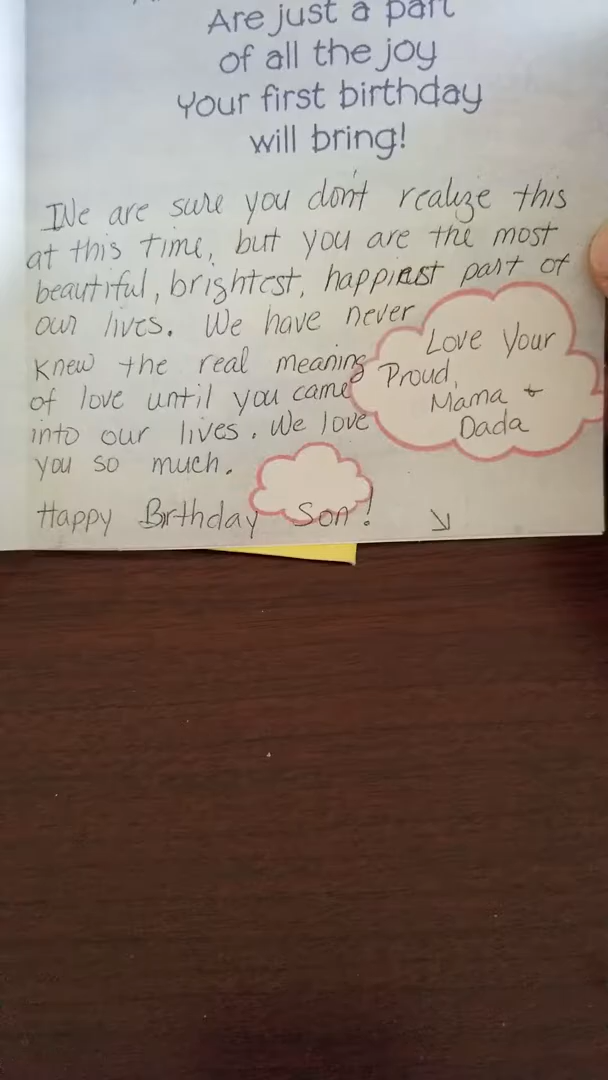 Are just a part
of all the joy
Your first birthday
will bring!
We are sure you don't realize this
at this time, but you are the most
beautiful, brightest, happiest part of
our lives. We have never
knew the real meaning
of love until you came
into our lives. We love
you so much.
Happy Birthday Son!
Love Your
Proud,
Mama +
Dada